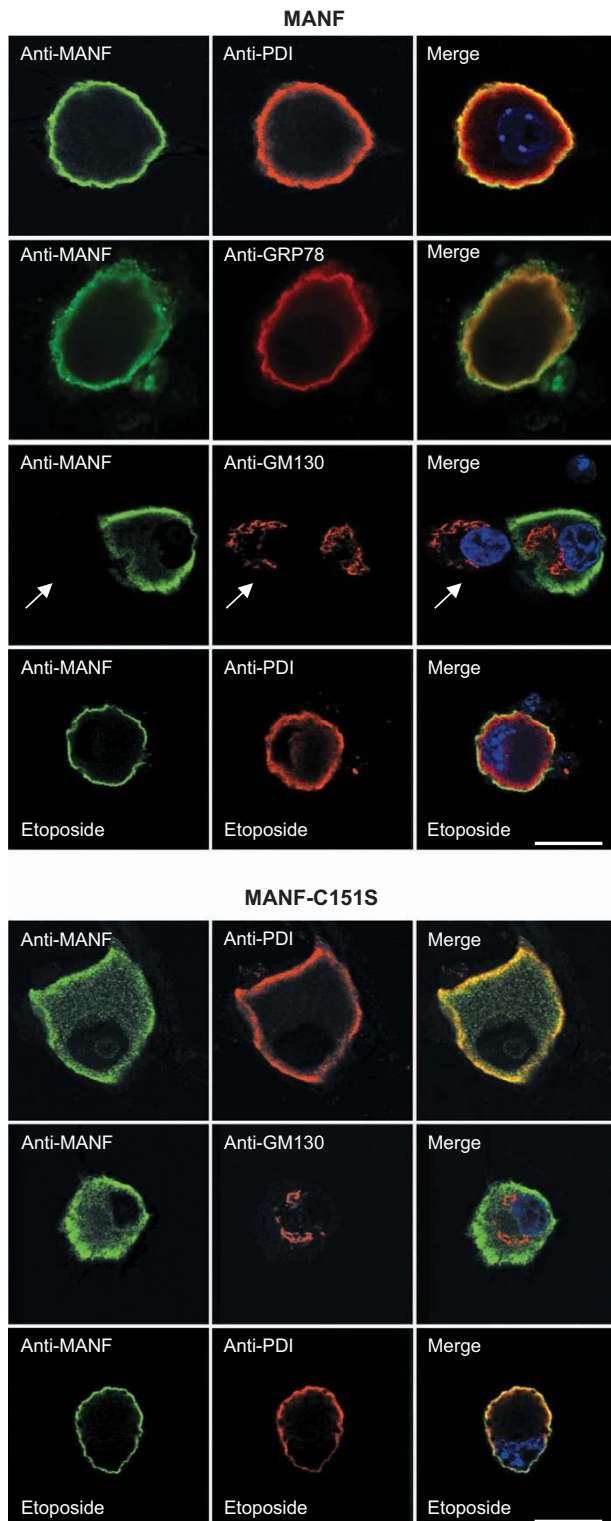 MANF
Anti-MANF Anti-PDI Merge
Anti-MANF Anti-GRP78 Merge
Anti-MANF Anti-GM130 Merge
Anti-MANF Anti-PDI Merge
Etoposide Etoposide Etoposide
MANF-C151S
Anti-MANF Anti-PDI Merge
Anti-MANF Anti-GM130 Merge
Anti-MANF Anti-PDI Merge
Etoposide Etoposide Etoposide